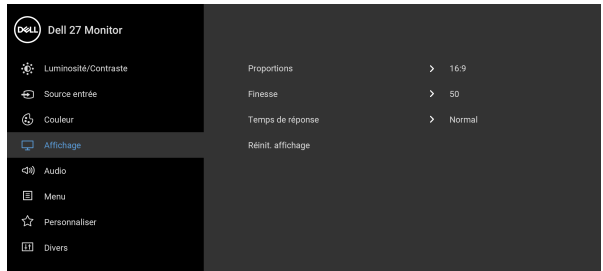 DELL Dell 27 Monitor
Luminosité/Contraste
Source entrée
Couleur
Affichage
Audio
Menu
Personnaliser
Divers
Proportions > 16:9
Finesse > 50
Temps de réponse > Normal
Réinit. affichage